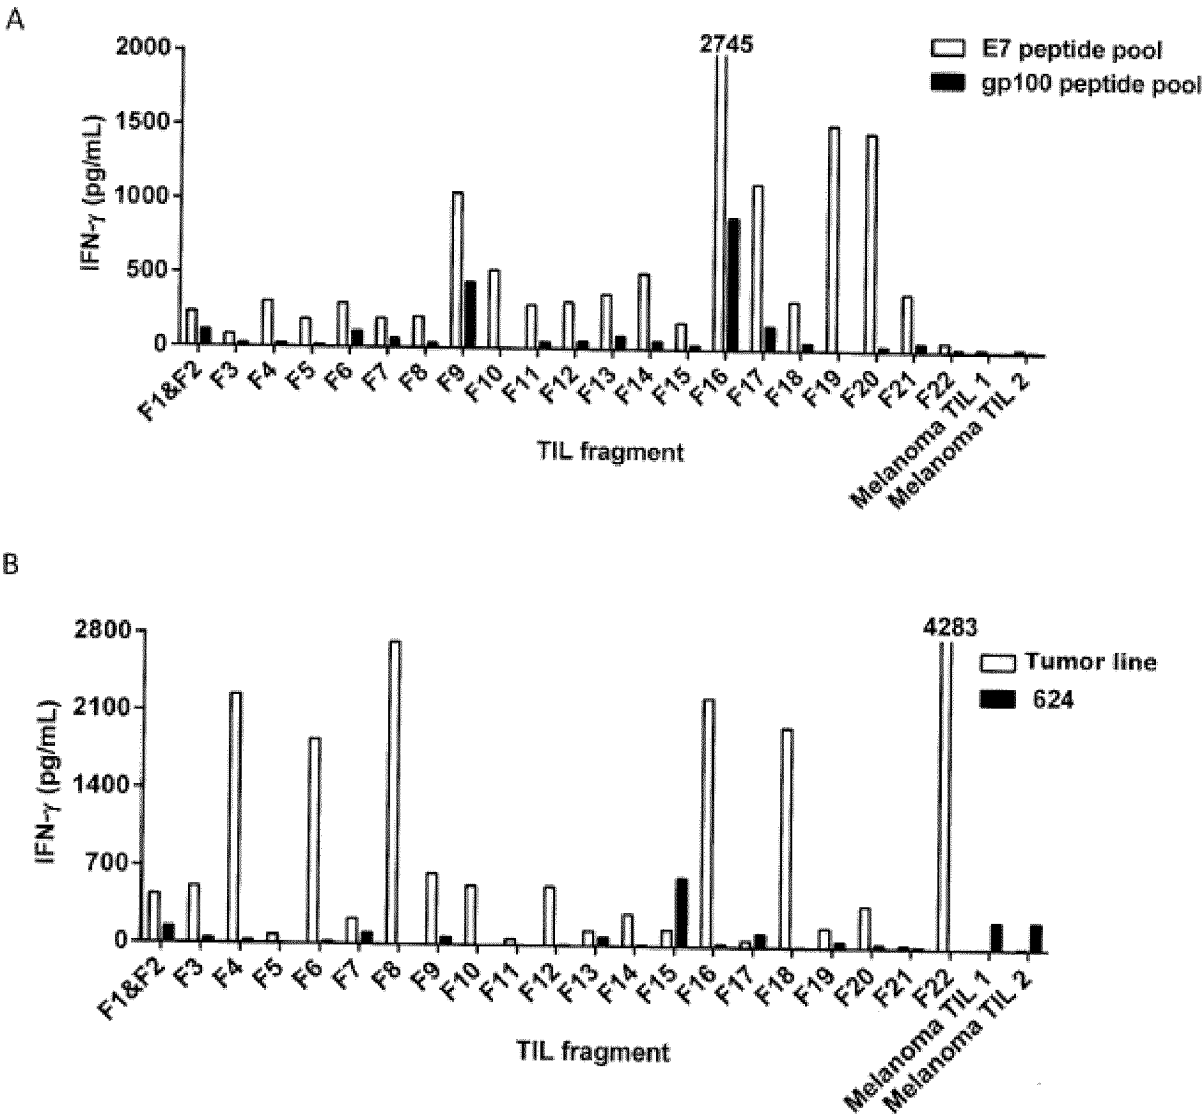 A
2745
E7 peptide pool
gp100 peptide pool
2000
1500
1000
500
0
IFN-γ (pg/mL)
F1&F2
F3
F4
F5
F6
F7
F8
F9
F10
F11
F12
F13
F14
F15
F16
F17
F18
F19
F20
F21
F22
Melanoma TIL 1
Melanoma TIL 2
TIL fragment
B
4283
Tumor line
624
2800
2100
1400
700
0
IFN-γ (pg/mL)
F1&F2
F3
F4
F5
F6
F7
F8
F9
F10
F11
F12
F13
F14
F15
F16
F17
F18
F19
F20
F21
F22
Melanoma TIL 1
Melanoma TIL 2
TIL fragment